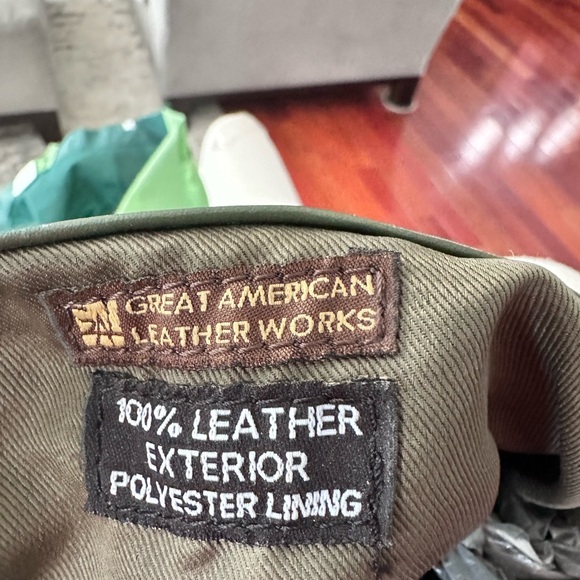 GREAT AMERICAN
LEATHER WORKS
100% LEATHER
EXTERIOR
POLYESTER LINING